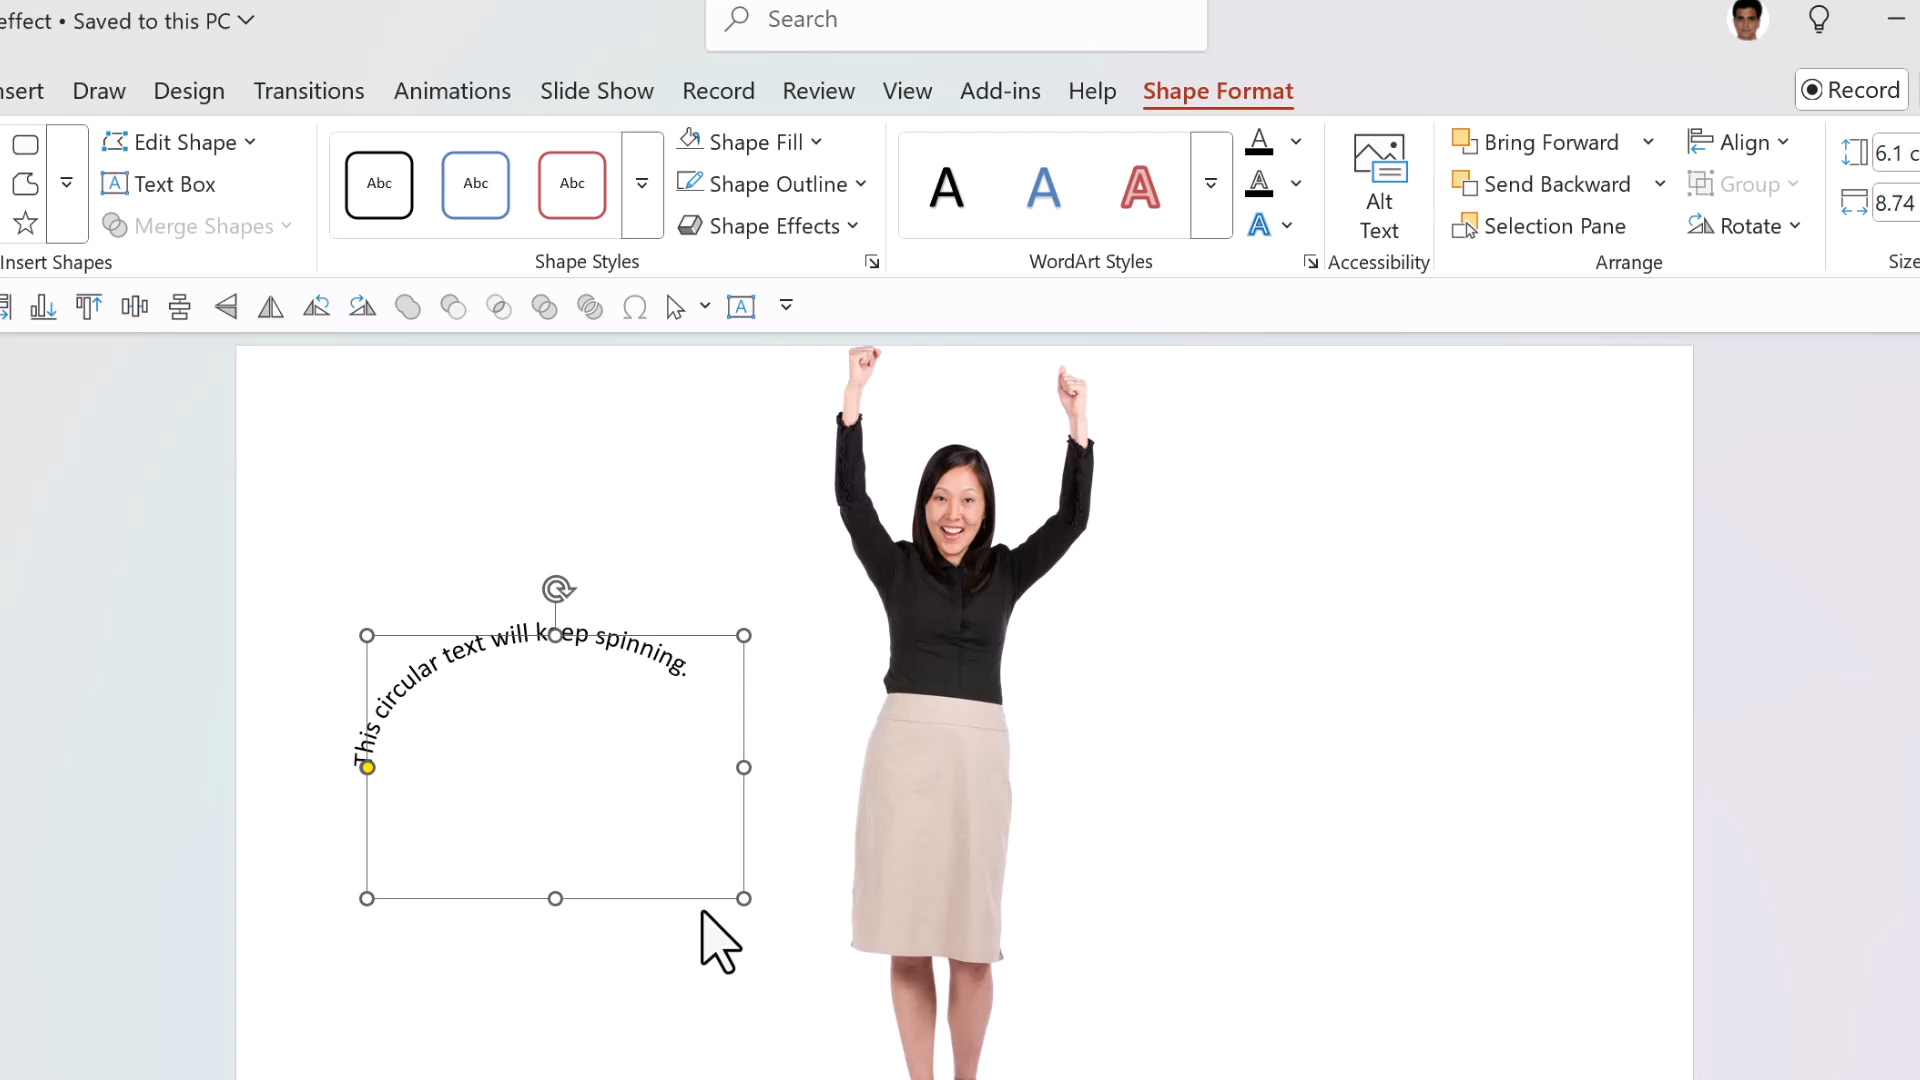 effect • Saved to this PC
Search
nsert Draw Design Transitions Animations Slide Show Record Review View Add-ins Help Shape Format
Record
Edit Shape
Text Box
Merge Shapes
Insert Shapes
Abc Abc Abc
Shape Fill
Shape Outline
Shape Effects
Shape Styles
A A A
A
A
A
WordArt Styles
Alt
Text
Accessibility
Bring Forward
Send Backward
Selection Pane
Align
Group
Rotate
Arrange
6.1 c
8.74
Size
A
This circular text will keep spinning.